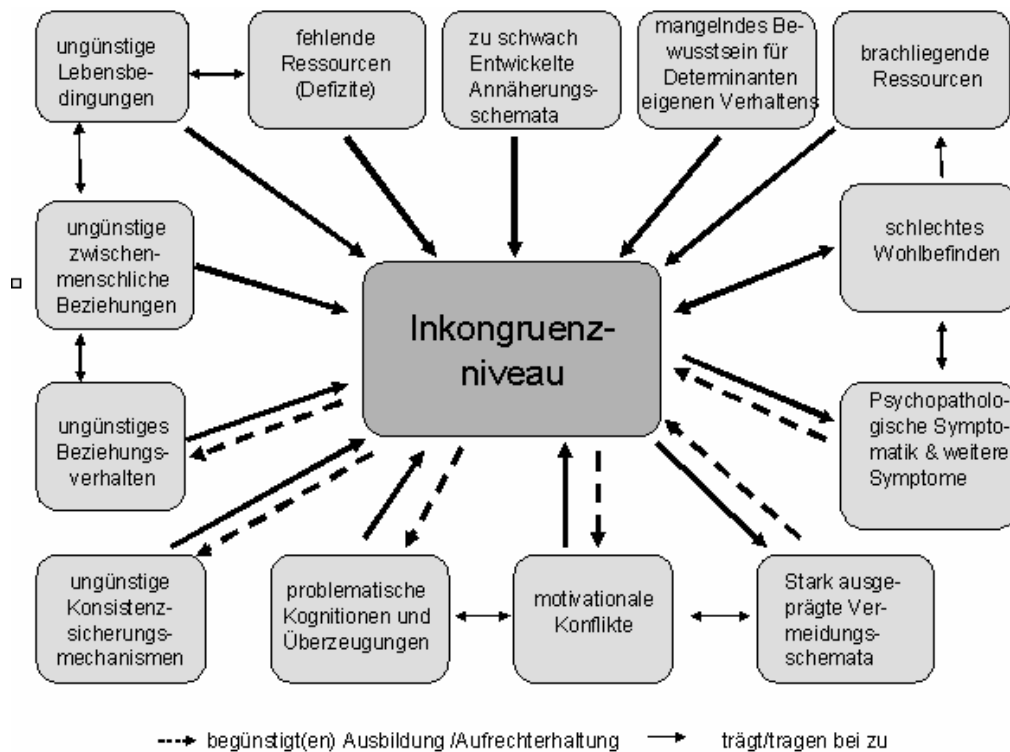 ungünstige
Lebensbe-
dingungen
fehlende
Ressourcen
(Defizite)
zu schwach
Entwickelte
Annäherungs-
schemata
mangelndes Be-
wusstsein für
Determinanten
eigenen Verhaltens
brachliegende
Ressourcen
ungünstige
zwischen-
menschliche
Beziehungen
Inkongruenz-
niveau
schlechtes
Wohlbefinden
ungünstiges
Beziehungs-
verhalten
Psychopatholo-
gische Sympto-
matik & weitere
Symptome
ungünstige
Konsistenz-
sicherungs-
mechanismen
problematische
Kognitionen und
Überzeugungen
motivationale
Konflikte
Stark ausge-
prägte Ver-
meidungs-
schemata
begünstigt(en) Ausbildung /Aufrechterhaltung
trägt/tragen bei zu